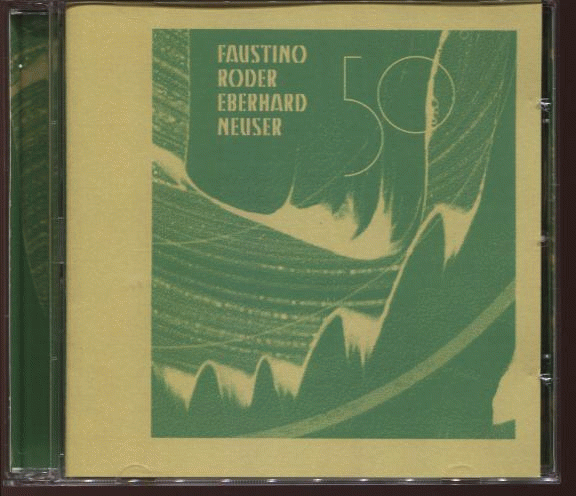 FAUSTINO
RODER
EBERHARD
NEUSER
50